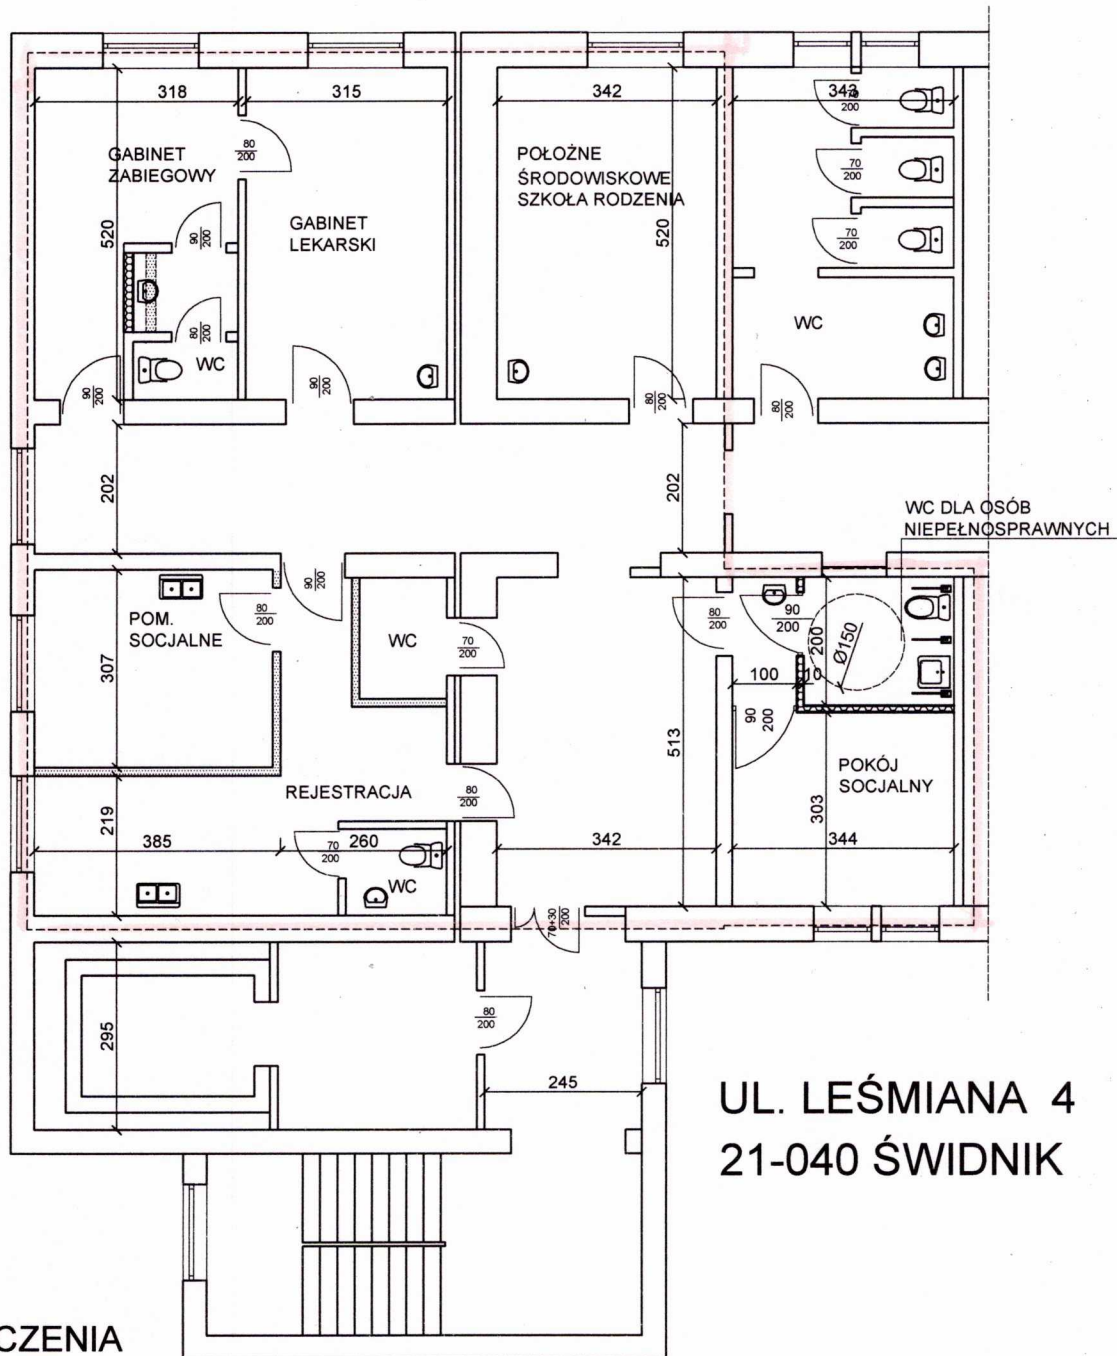 318
315
342
343
70
200
GABINET
ZABIEGOWY
80
200
POŁOŻNE
ŚRODOWISKOWE
SZKOŁA RODZENIA
70
200
GABINET
LEKARSKI
520
90
200
520
70
200
80
200
WC
WC
90
200
90
200
80
200
80
200
202
202
WC DLA OSÓB
NIEPEŁNOSPRAWNYCH
90
200
POM.
SOCJALNE
80
200
WC
70
200
80
200
90
200
200
Ø150
307
100
10
90
200
513
POKÓJ
SOCJALNY
REJESTRACJA
80
200
219
303
385
70
200
260
342
344
WC
70+30
200
295
80
200
245
UL. LEŚMIANA 4
21-040 ŚWIDNIK
CZENIA